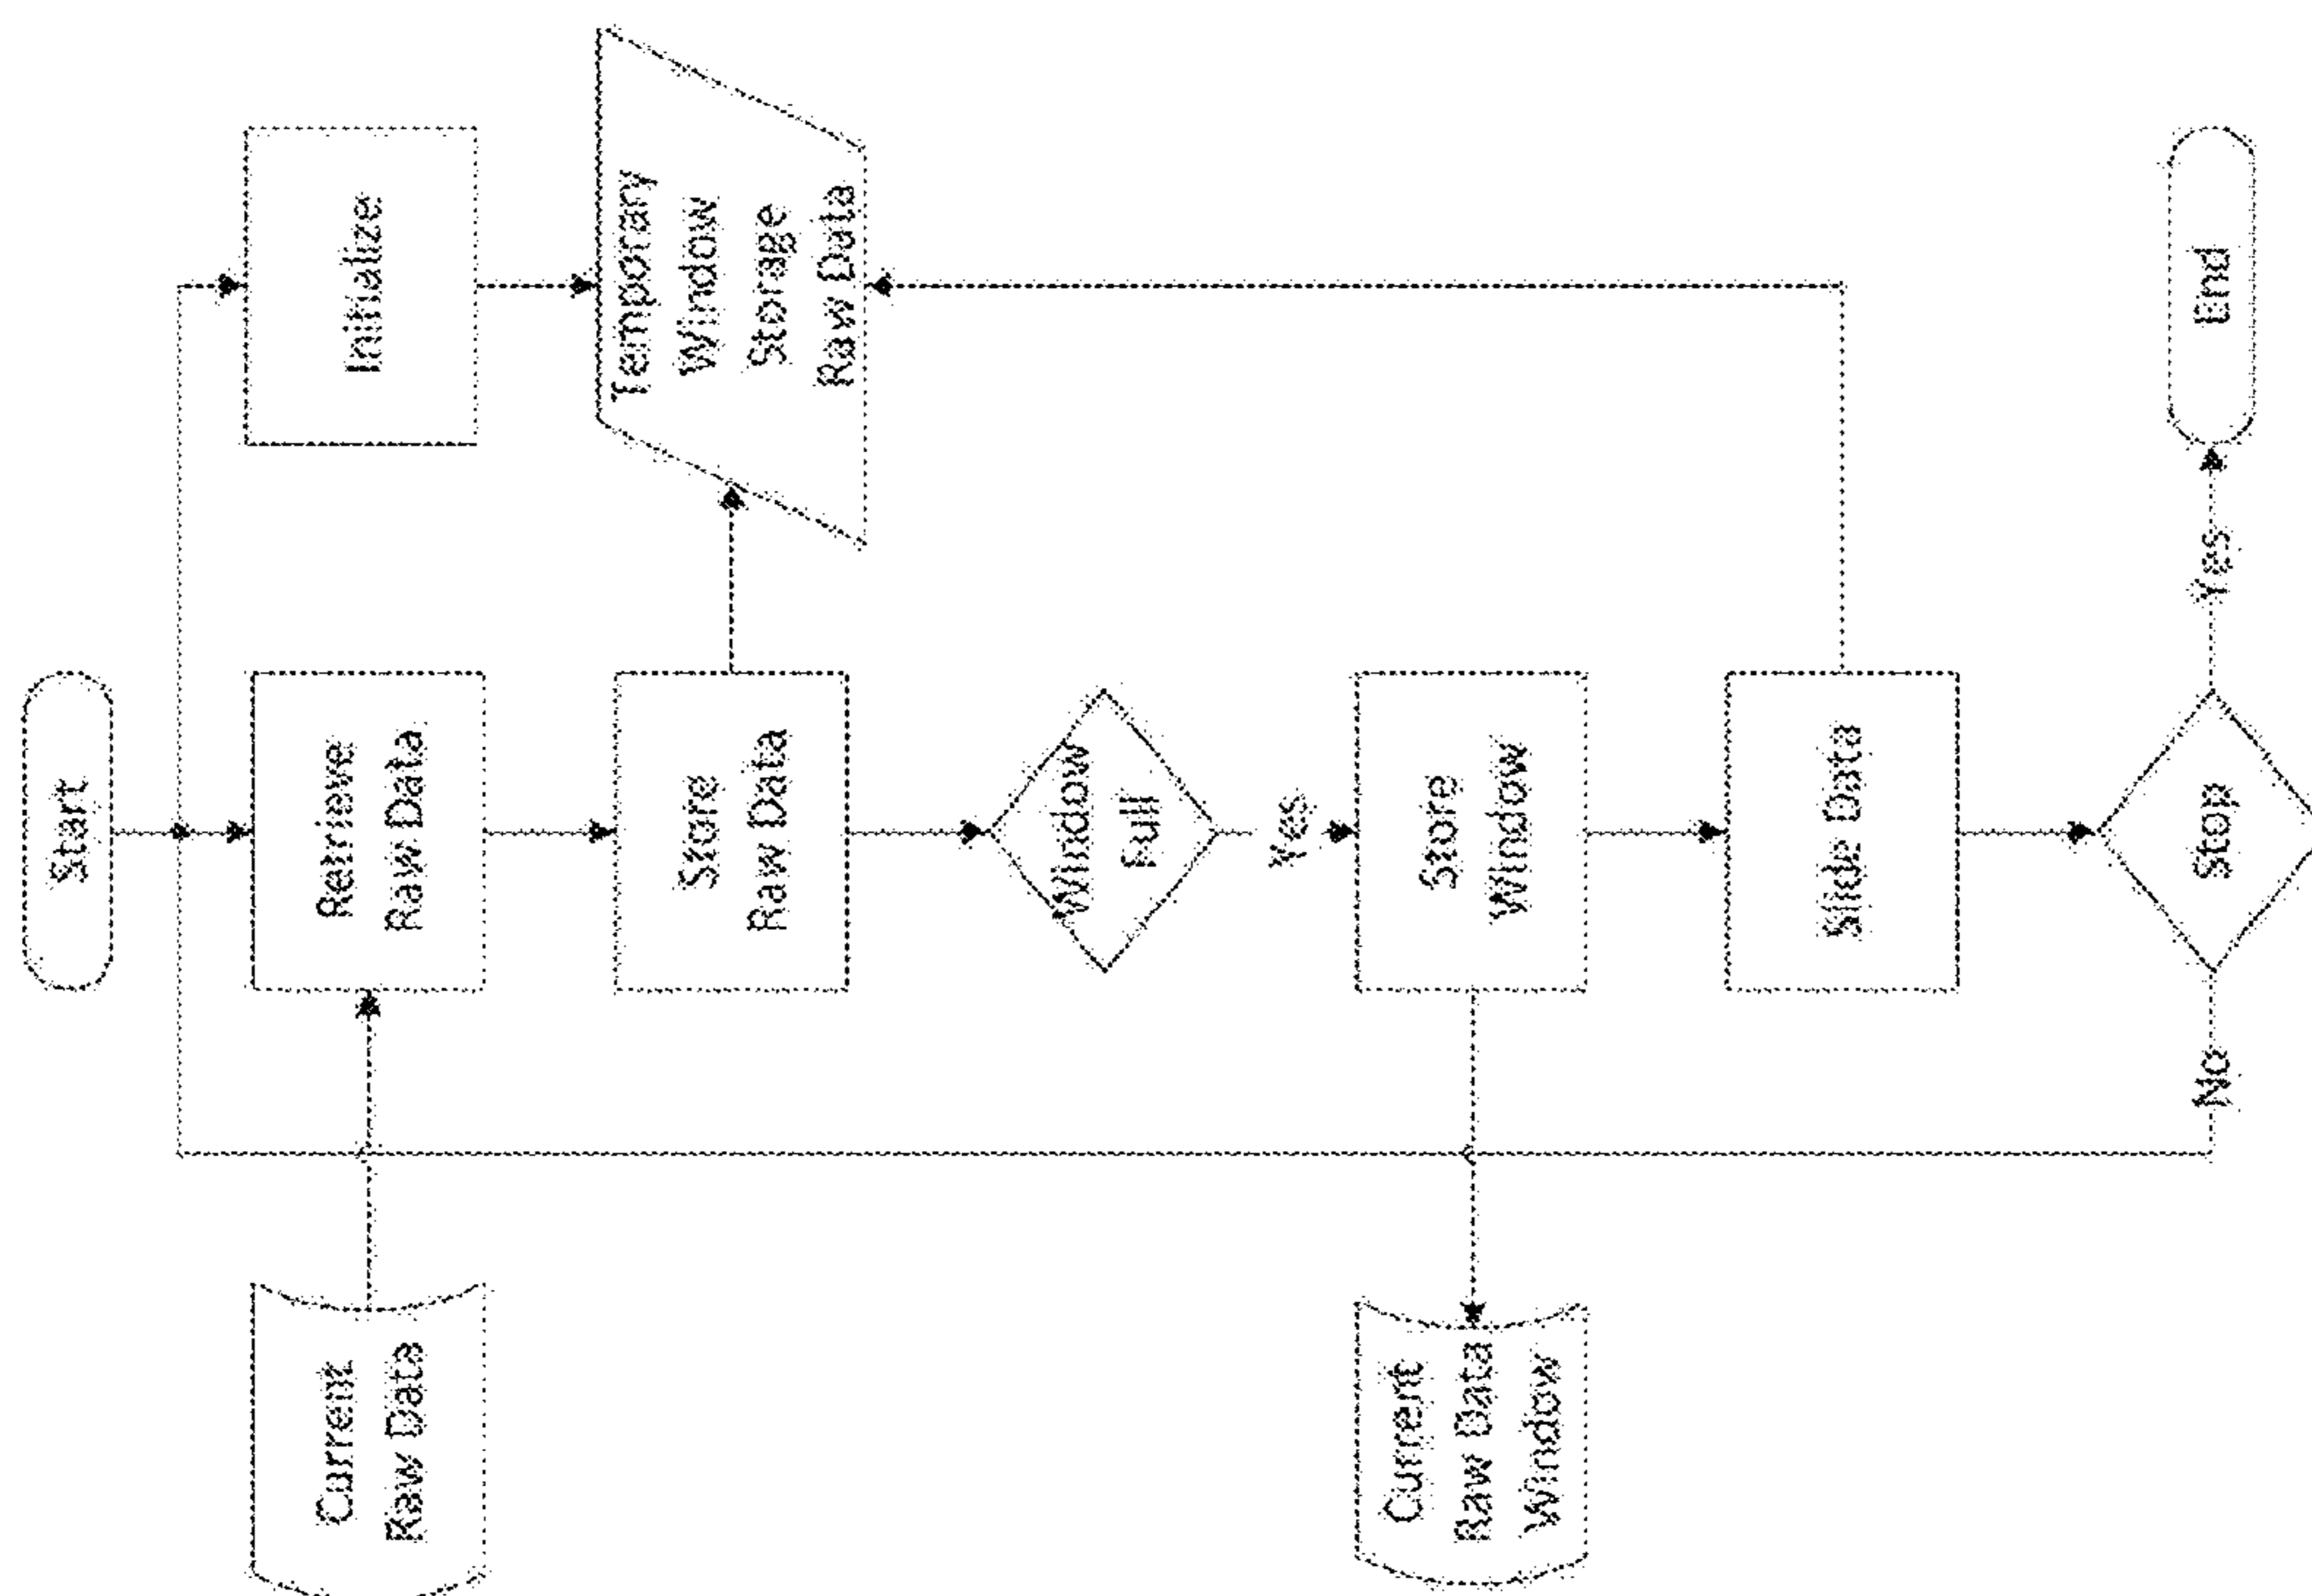 Start
Initialize
Retrieve
Raw Data
Current
Raw Data
Temporary
Window
Storage
Raw Data
Store
Raw Data
Window
Full
Yes
Store
Window
Current
Raw Data
Window
Slide Data
Stop
Yes
No
End